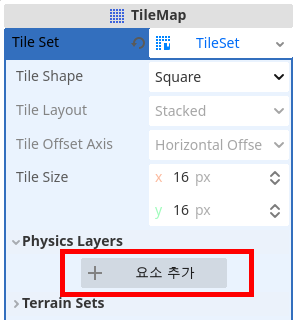 TileMap
Tile Set TileSet
Tile Shape Square
Tile Layout Stacked
Tile Offset Axis Horizontal Offse
Tile Size x 16 px
y 16 px
Physics Layers
요소 추가
Terrain Sets